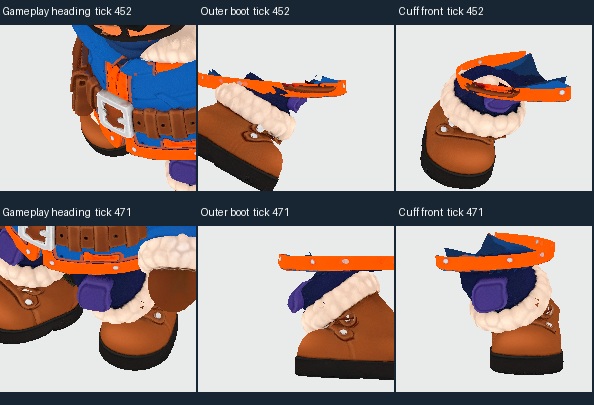 Gameplay heading tick 452
Outer boot tick 452
Cuff front tick 452
Gameplay heading tick 471
Outer boot tick 471
Cuff front tick 471